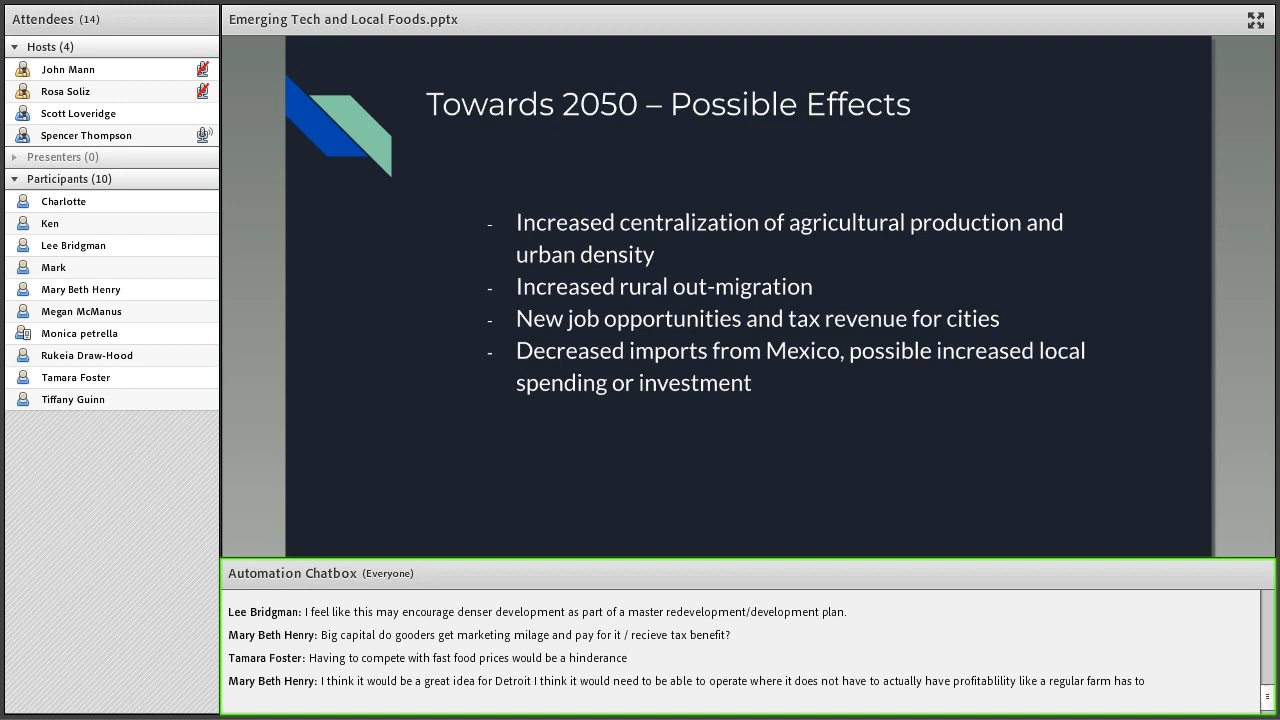 Attendees (14)
Hosts (4)
John Mann
Rosa Soliz
Scott Loveridge
Spencer Thompson
Presenters (0)
Participants (10)
Charlotte
Ken
Lee Bridgman
Mark
Mary Beth Henry
Megan McManus
Monica petrella
Rukeia Draw-Hood
Tamara Foster
Tiffany Guinn
Emerging Tech and Local Foods.pptx
Towards 2050 – Possible Effects
- Increased centralization of agricultural production and
urban density
- Increased rural out-migration
- New job opportunities and tax revenue for cities
- Decreased imports from Mexico, possible increased local
spending or investment
Automation Chatbox (Everyone)
Lee Bridgman: I feel like this may encourage denser development as part of a master redevelopment/development plan.
Mary Beth Henry: Big capital do gooders get marketing milage and pay for it / recieve tax benefit?
Tamara Foster: Having to compete with fast food prices would be a hinderance
Mary Beth Henry: I think it would be a great idea for Detroit I think it would need to be able to operate where it does not have to actually have profitablility like a regular farm has to